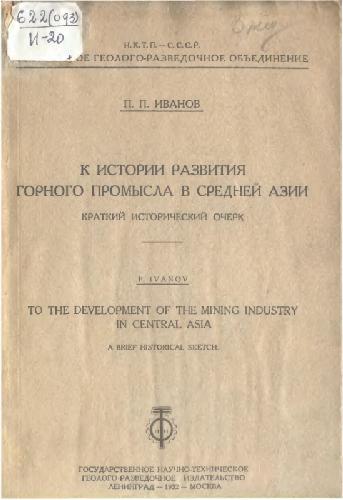 622(093)
И-20
Н.К.Т.П.—С.С.С.Р.
ГЕОЛОГО-РАЗВЕДОЧНОЕ ОБЪЕДИНЕНИЕ
П. П. ИВАНОВ
К ИСТОРИИ РАЗВИТИЯ
ГОРНОГО ПРОМЫСЛА В СРЕДНЕЙ АЗИИ
КРАТКИЙ ИСТОРИЧЕСКИЙ ОЧЕРК
P. IVANOV
TO THE DEVELOPMENT OF THE MINING INDUSTRY
IN CENTRAL ASIA
A BRIEF HISTORICAL SKETCH.
ГОСУДАРСТВЕННОЕ НАУЧНО-ТЕХНИЧЕСКОЕ
ГЕОЛОГО-РАЗВЕДОЧНОЕ ИЗДАТЕЛЬСТВО
ЛЕНИНГРАД — 1932 — МОСКВА